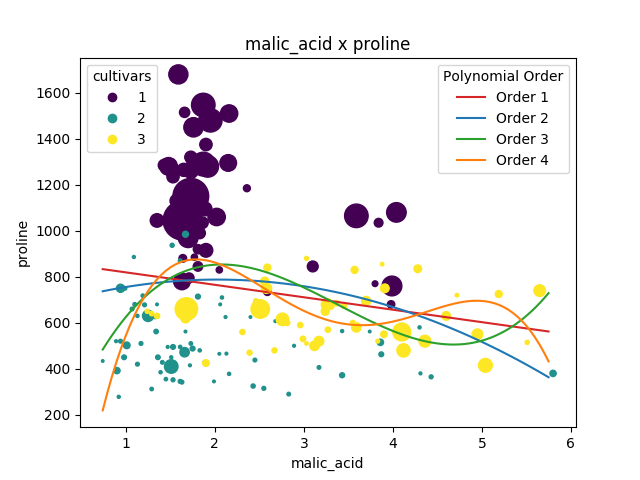 malic_acid x proline
cultivars
1
2
3
Polynomial Order
Order 1
Order 2
Order 3
Order 4
1600
1400
1200
1000
800
600
400
200
proline
1 2 3 4 5 6
malic_acid